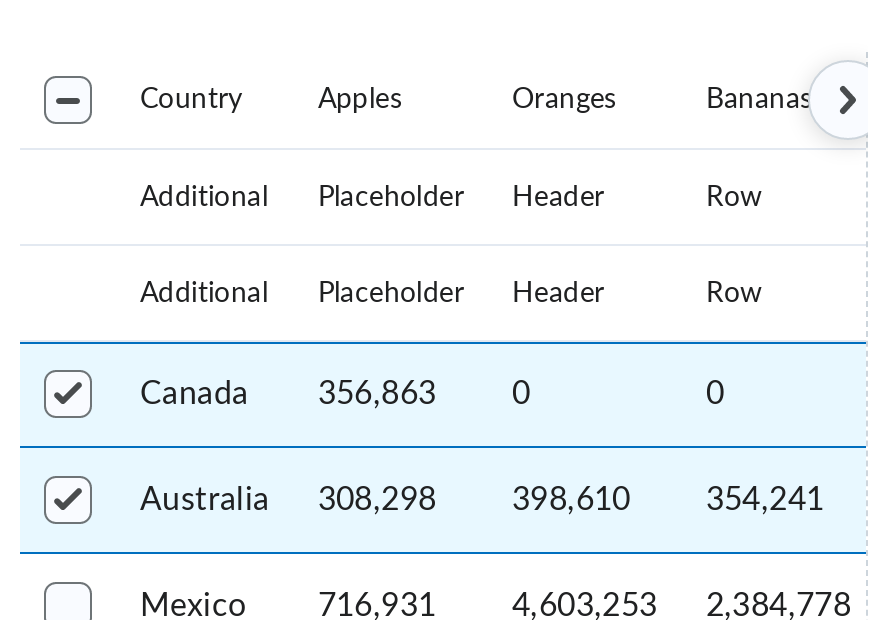 Country Apples Oranges Bananas
Additional Placeholder Header Row
Additional Placeholder Header Row
Canada 356,863 0 0
Australia 308,298 398,610 354,241
Mexico 716,931 4,603,253 2,384,778